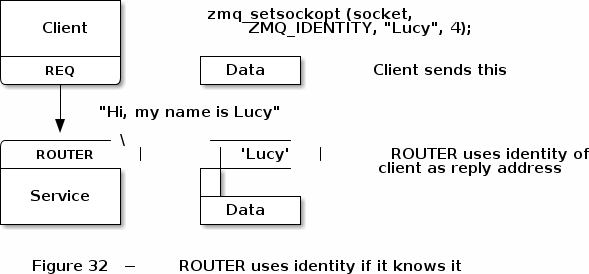 Client
zmq_setsockopt (socket,
ZMQ_IDENTITY, "Lucy", 4);
REQ
Data
Client sends this
"Hi, my name is Lucy"
\
ROUTER | 'Lucy' | ROUTER uses identity of
client as reply address
Service
Data
Figure 32 – ROUTER uses identity if it knows it